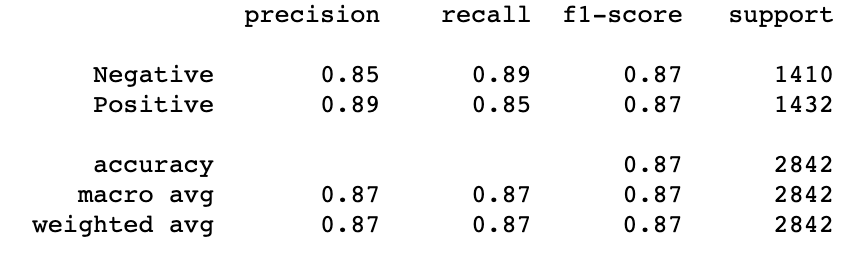 precision recall f1-score support
Negative 0.85 0.89 0.87 1410
Positive 0.89 0.85 0.87 1432
accuracy 0.87 2842
macro avg 0.87 0.87 0.87 2842
weighted avg 0.87 0.87 0.87 2842